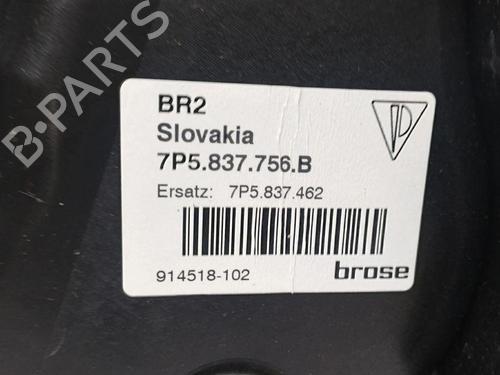 B-PARTS
BR2
Slovakia
7P5.837.756.B
Ersatz: 7P5.837.462
914518-102
brose